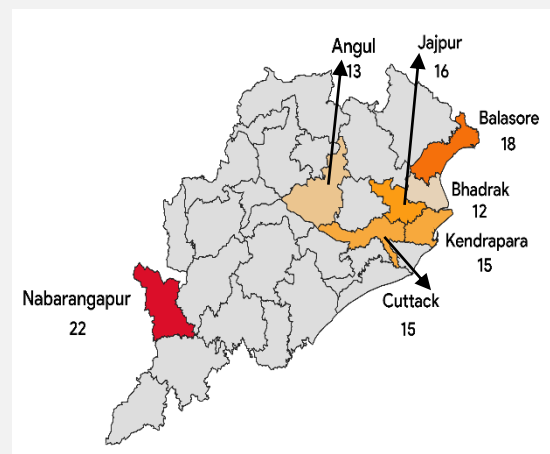 Angul
13
Jajpur
16
Balasore
18
Bhadrak
12
Kendrapara
15
Cuttack
15
Nabarangapur
22